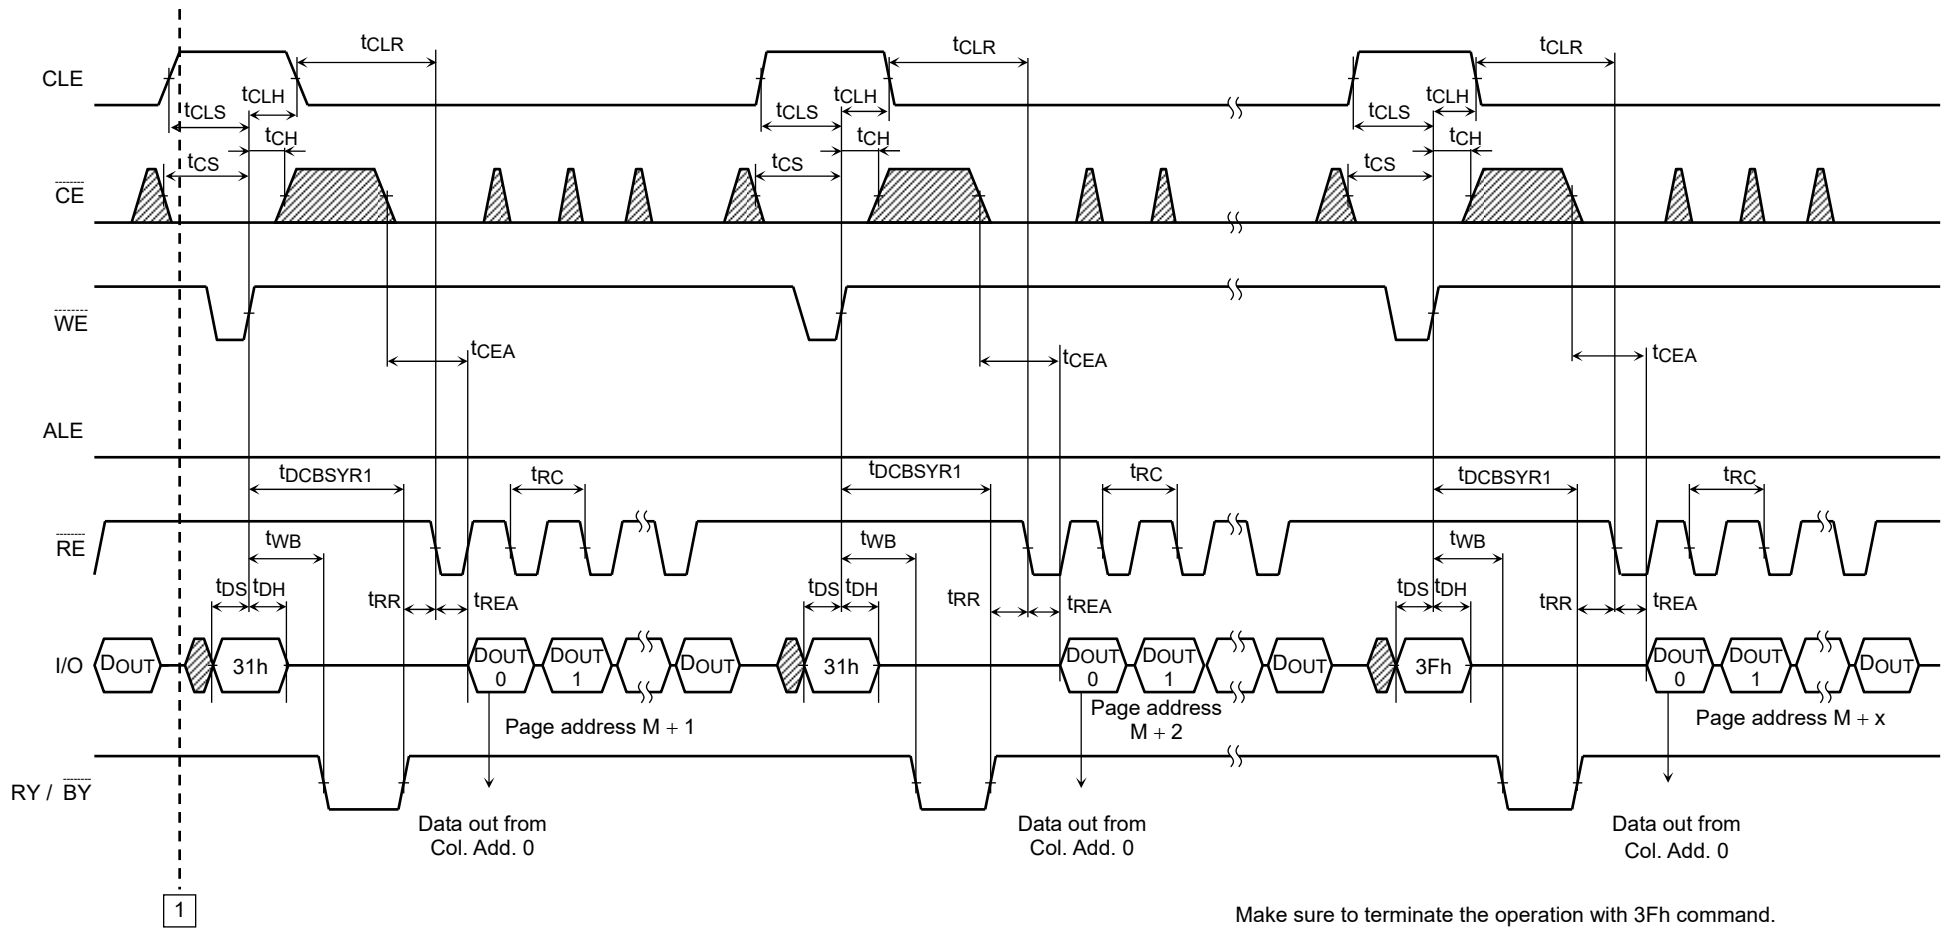 tCLR tCLR tCLR
CLE
tCLH tCLH tCLH
tCLS tCLS tCLS
tCH tCH tCH
tCS tCS tCS
CE
WE
tCEA tCEA tCEA
ALE
tDCBSYR1 tRC tDCBSYR1 tRC tDCBSYR1 tRC
RE
tWB tWB tWB
tDS tDH tDS tDH tDS tDH
tRR tREA tRR tREA tRR tREA
I/O
DOUT 31h DOUT 0 DOUT 1 DOUT 31h DOUT 0 DOUT 1 DOUT 3Fh DOUT 0 DOUT 1 DOUT
Page address M + 1
Page address
M + 2
Page address M + x
RY / BY
Data out from
Col. Add. 0
Data out from
Col. Add. 0
Data out from
Col. Add. 0
1
Make sure to terminate the operation with 3Fh command.